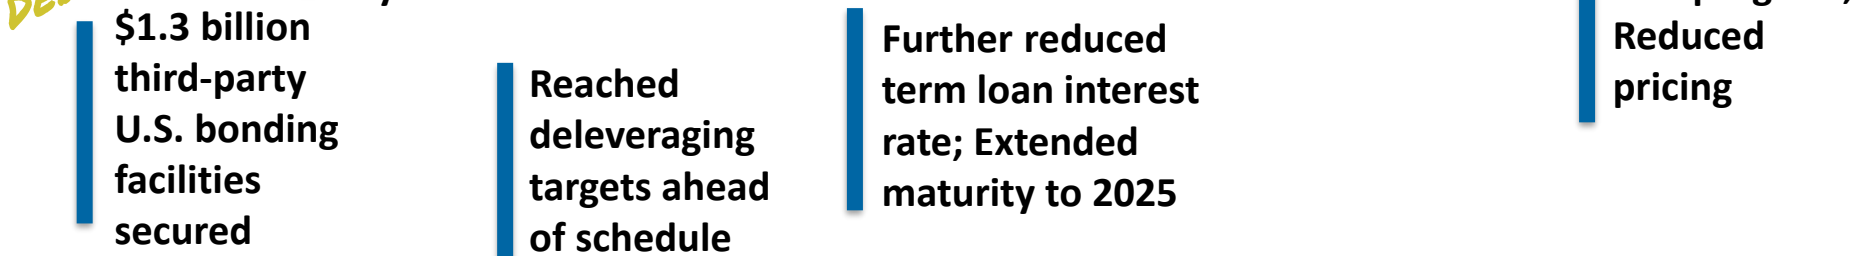 $1.3 billion
third-party
U.S. bonding
facilities
secured
Reached
deleveraging
targets ahead
of schedule
Further reduced
term loan interest
rate; Extended
maturity to 2025
Reduced
pricing